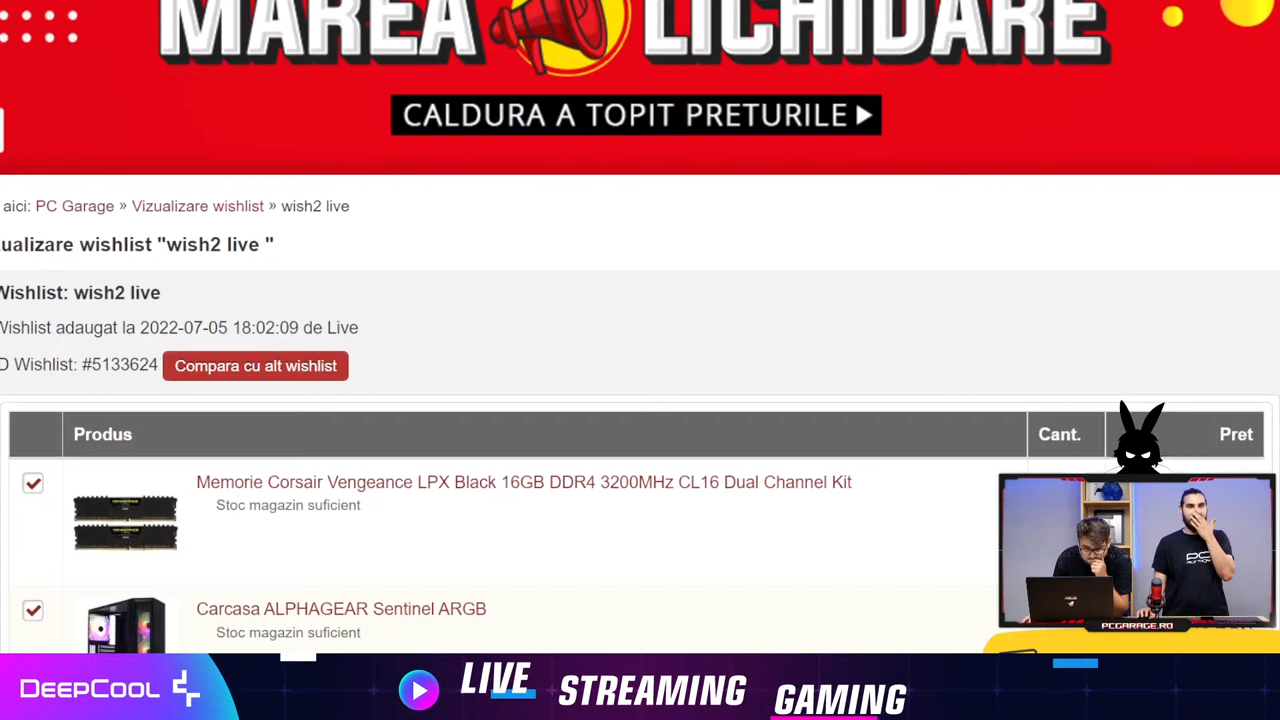 MAREA LICHIDARE
CALDURA A TOPIT PRETURILE
aici: PC Garage » Vizualizare wishlist » wish2 live
ualizare wishlist "wish2 live "
Wishlist: wish2 live
Wishlist adaugat la 2022-07-05 18:02:09 de Live
D Wishlist: #5133624 Compara cu alt wishlist
Produs Cant. Pret
Memorie Corsair Vengeance LPX Black 16GB DDR4 3200MHz CL16 Dual Channel Kit
Stoc magazin suficient
Carcasa ALPHAGEAR Sentinel ARGB
Stoc magazin suficient
PCGARAGE.RO
DEEPCOOL LIVE STREAMING GAMING